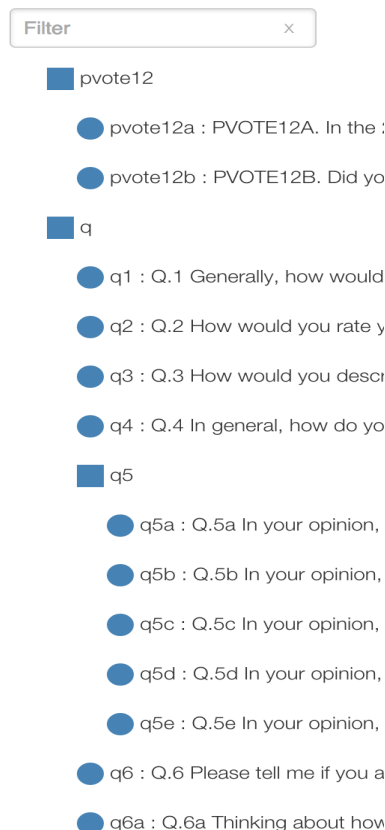 Filter x
pvote12
pvote12a : PVOTE12A. In the
pvote12b : PVOTE12B. Did yo
q
q1 : Q.1 Generally, how would
q2 : Q.2 How would you rate y
q3 : Q.3 How would you descr
q4 : Q.4 In general, how do yo
q5
q5a : Q.5a In your opinion,
q5b : Q.5b In your opinion,
q5c : Q.5c In your opinion,
q5d : Q.5d In your opinion,
q5e : Q.5e In your opinion,
q6 : Q.6 Please tell me if you a
q6a : Q.6a Thinking about how